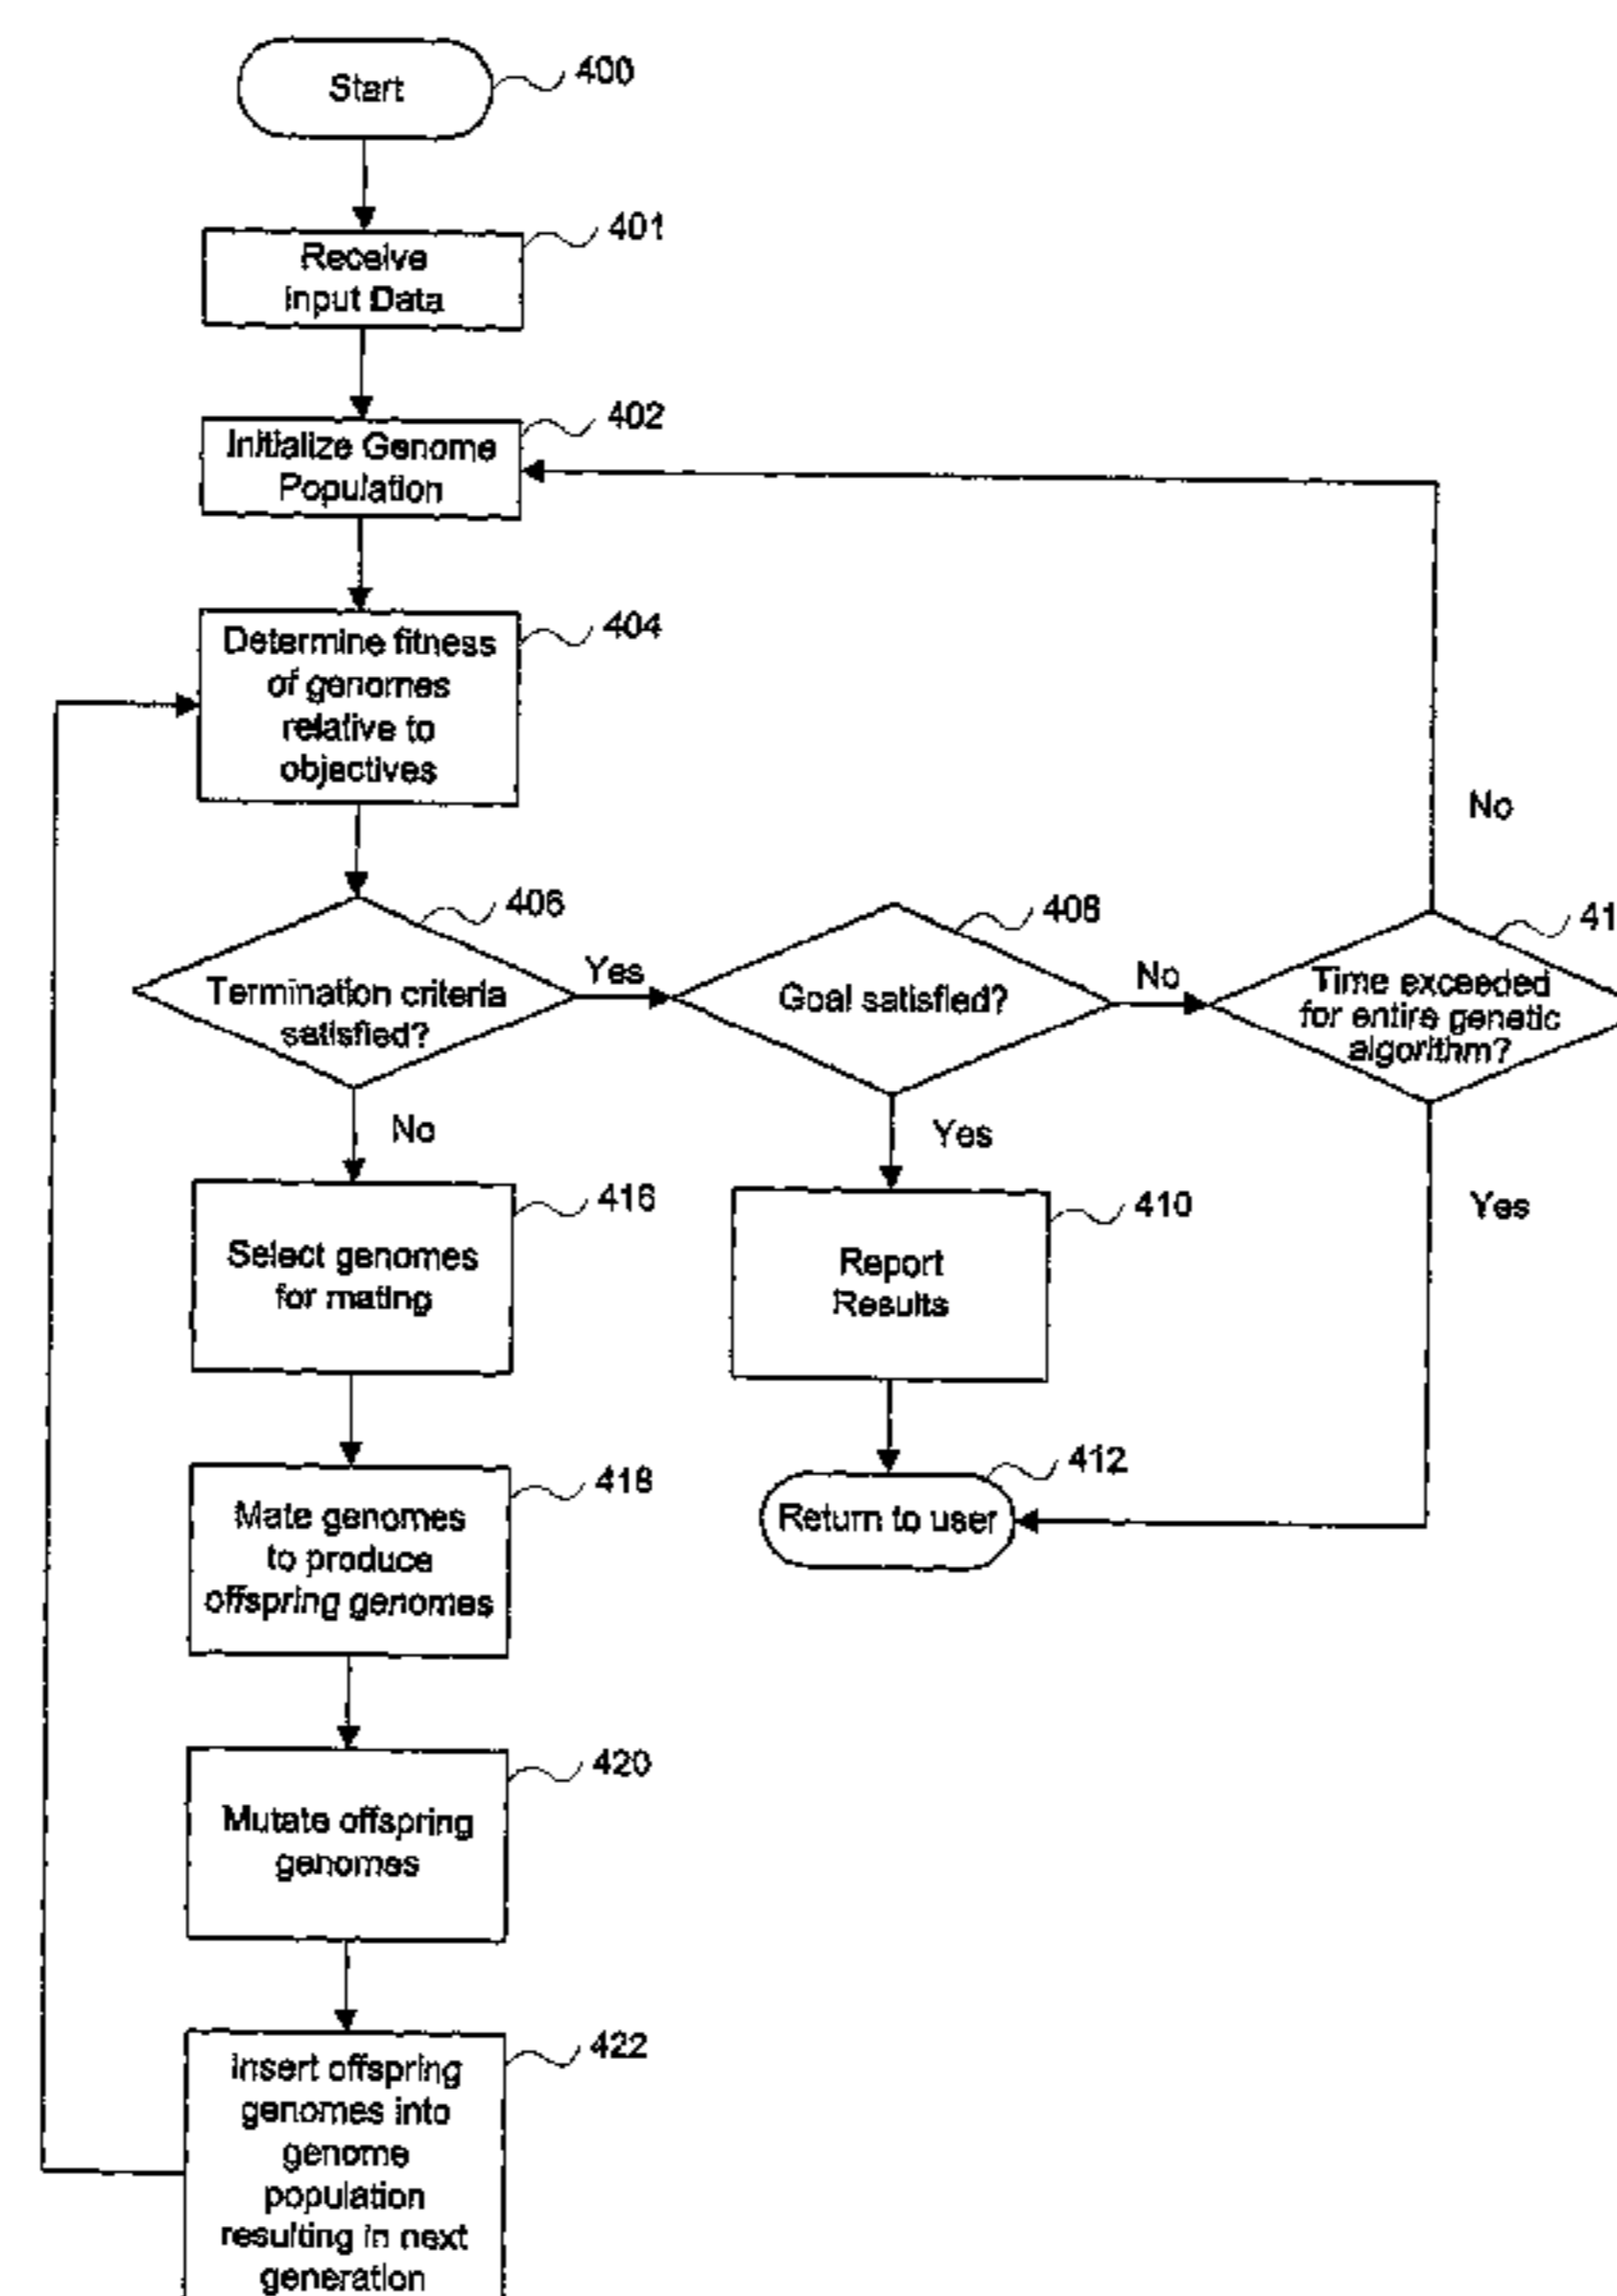 Start
400
Receive
Input Data
401
Initialize Genome
Population
402
Determine fitness
of genomes
relative to
objectives
404
No
Termination criteria
satisfied?
406
Yes
Goal satisfied?
408
No
Time exceeded
for entire genetic
algorithm?
41
No
Yes
Yes
Select genomes
for mating
416
Report
Results
410
Mate genomes
to produce
offspring genomes
418
Return to user
412
Mutate offspring
genomes
420
Insert offspring
genomes into
genome
population
resulting in next
generation
422